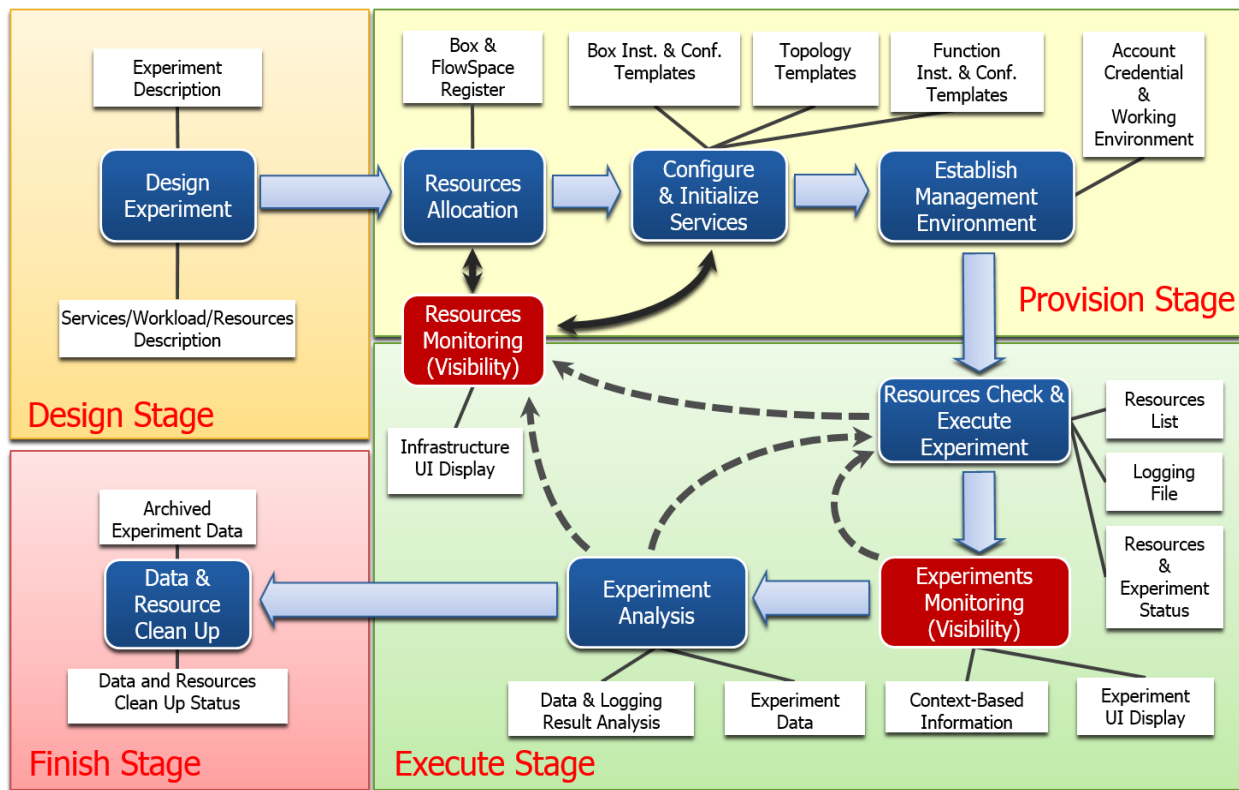 Experiment
Description
Design
Experiment
Services/Workload/Resources
Description
Design Stage
Box &
FlowSpace
Register
Box Inst. & Conf.
Templates
Topology
Templates
Function
Inst. & Conf.
Templates
Account
Credential
&
Working
Environment
Resources
Allocation
Configure
& Initialize
Services
Establish
Management
Environment
Provision Stage
Resources
Monitoring
(Visibility)
Infrastructure
UI Display
Resources Check &
Execute
Experiment
Resources
List
Logging
File
Resources
&
Experiment
Status
Experiments
Monitoring
(Visibility)
Experiment
Analysis
Data & Logging
Result Analysis
Experiment
Data
Context-Based
Information
Experiment
UI Display
Execute Stage
Archived
Experiment Data
Data &
Resource
Clean Up
Data and Resources
Clean Up Status
Finish Stage